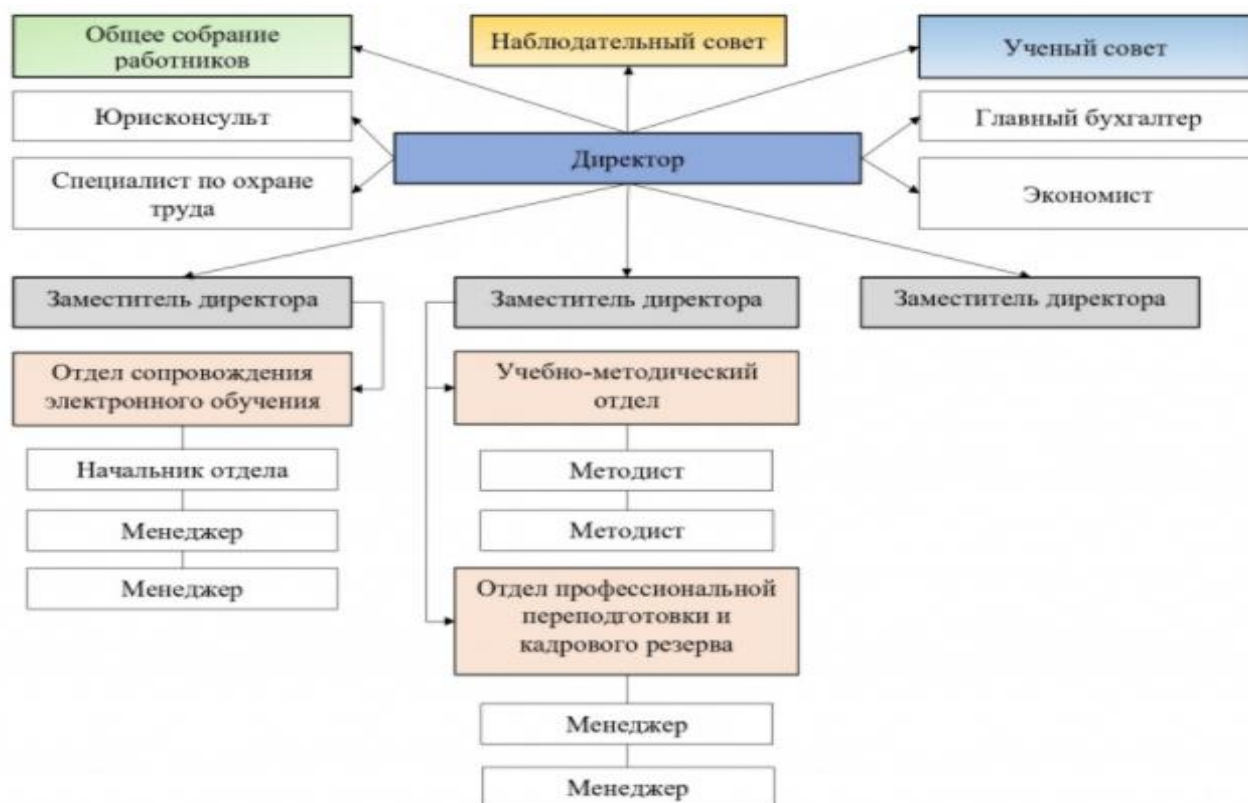 Общее собрание
работников
Наблюдательный совет
Ученый совет
Юрисконсульт
Главный бухгалтер
Директор
Специалист по охране
труда
Экономист
Заместитель директора
Заместитель директора
Заместитель директора
Отдел сопровождения
электронного обучения
Учебно-методический
отдел
Начальник отдела
Методист
Менеджер
Методист
Менеджер
Отдел профессиональной
переподготовки и
кадрового резерва
Менеджер
Менеджер